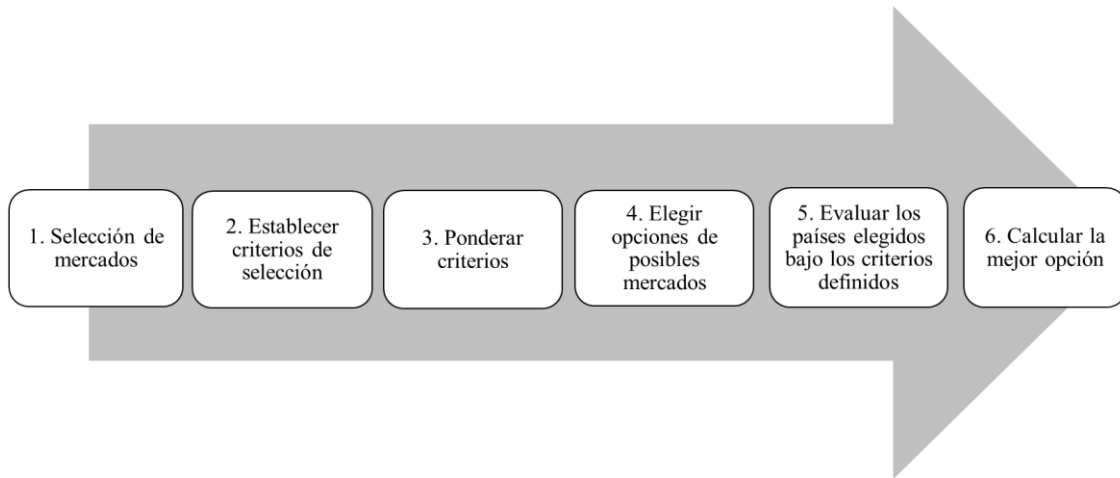 1. Selección de
mercados
2. Establecer
criterios de
selección
3. Ponderar
criterios
4. Elegir
opciones de
posibles
mercados
5. Evaluar los
países elegidos
bajo los criterios
definidos
6. Calcular la
mejor opción